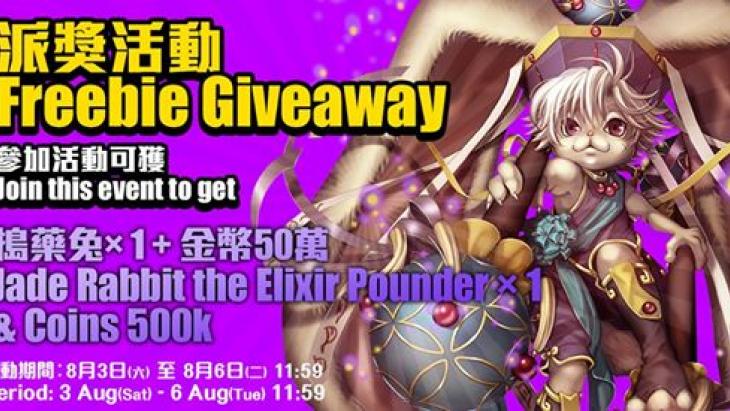 派獎活動
Freebie Giveaway
參加活動可獲
Join this event to get
搗藥兔×1+ 金幣50萬
Jade Rabbit the Elixir Pounder×1
& Coins 500k
動期間: 8月3日(六) 至 8月6日(二) 11:59
eriod: 3 Aug(Sat) - 6 Aug(Tue) 11:59